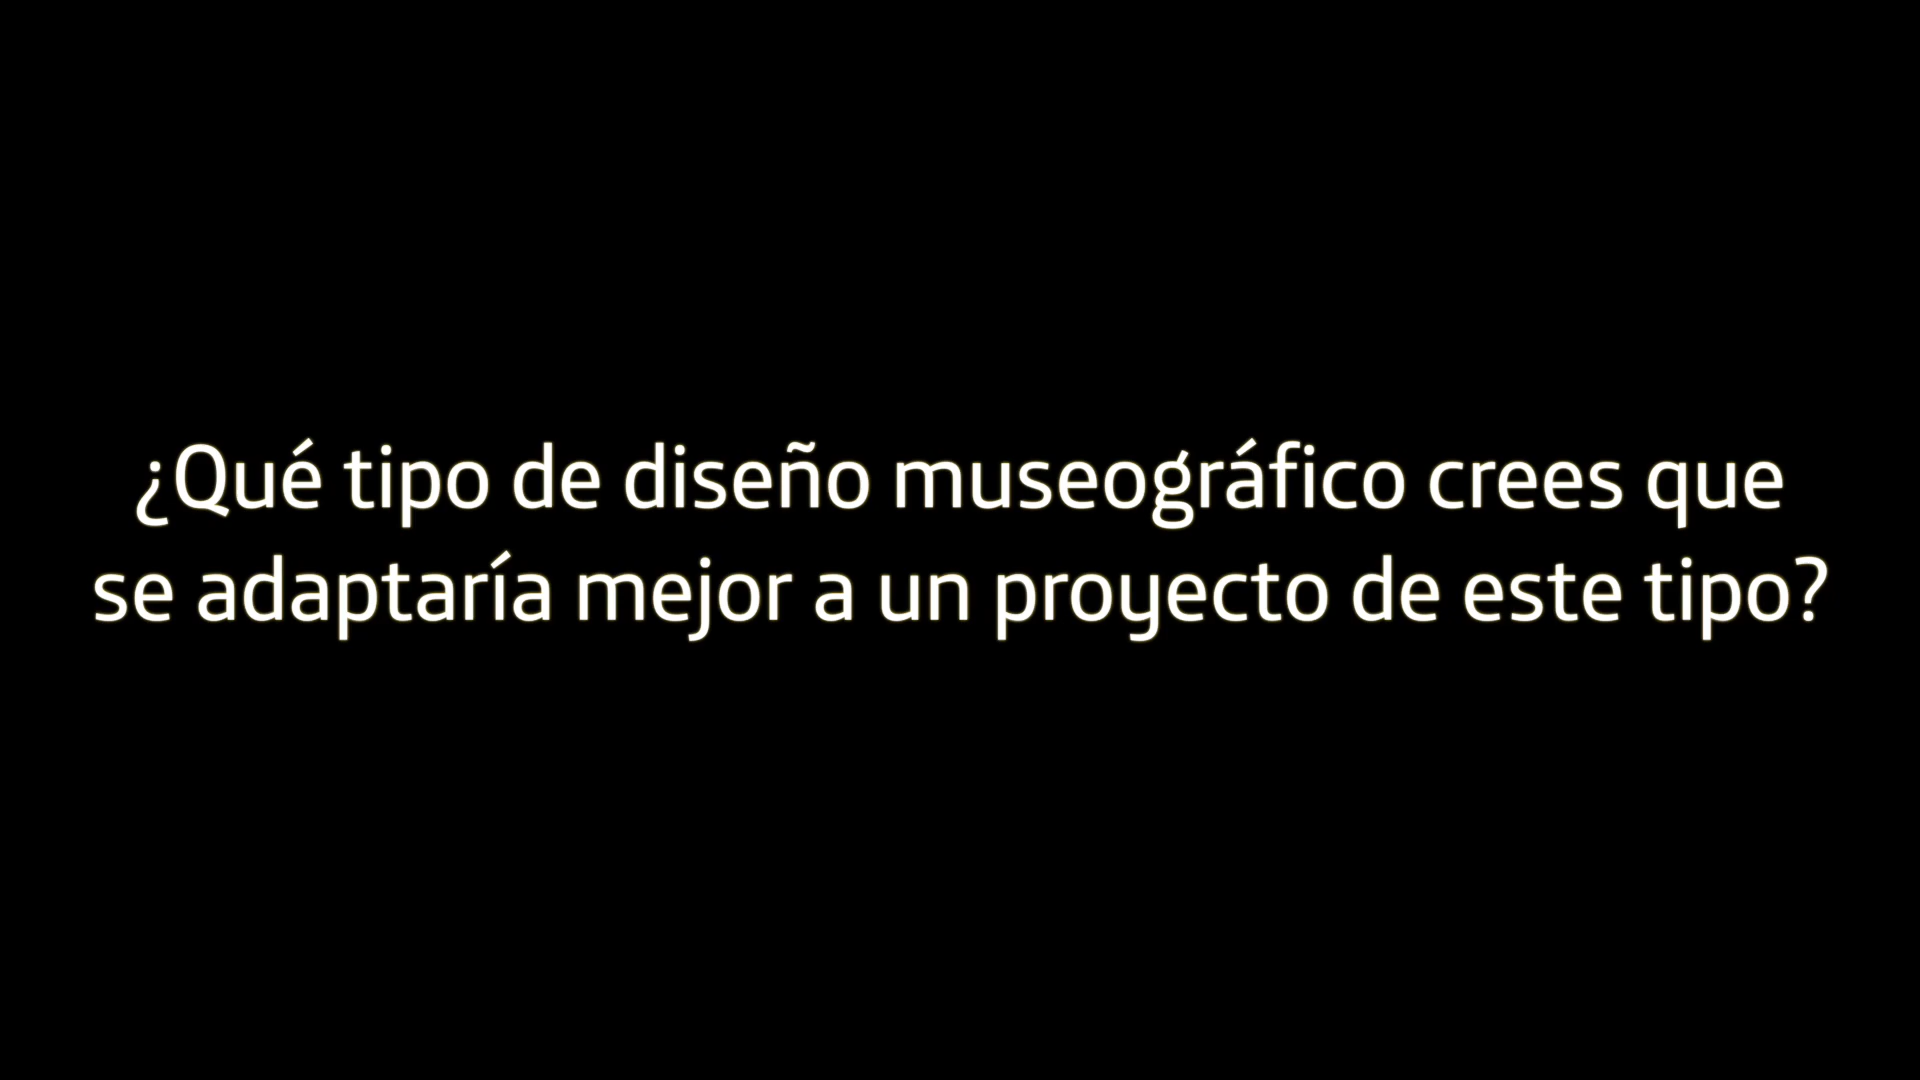 ¿Qué tipo de diseño museográfico crees que
se adaptaría mejor a un proyecto de este tipo?